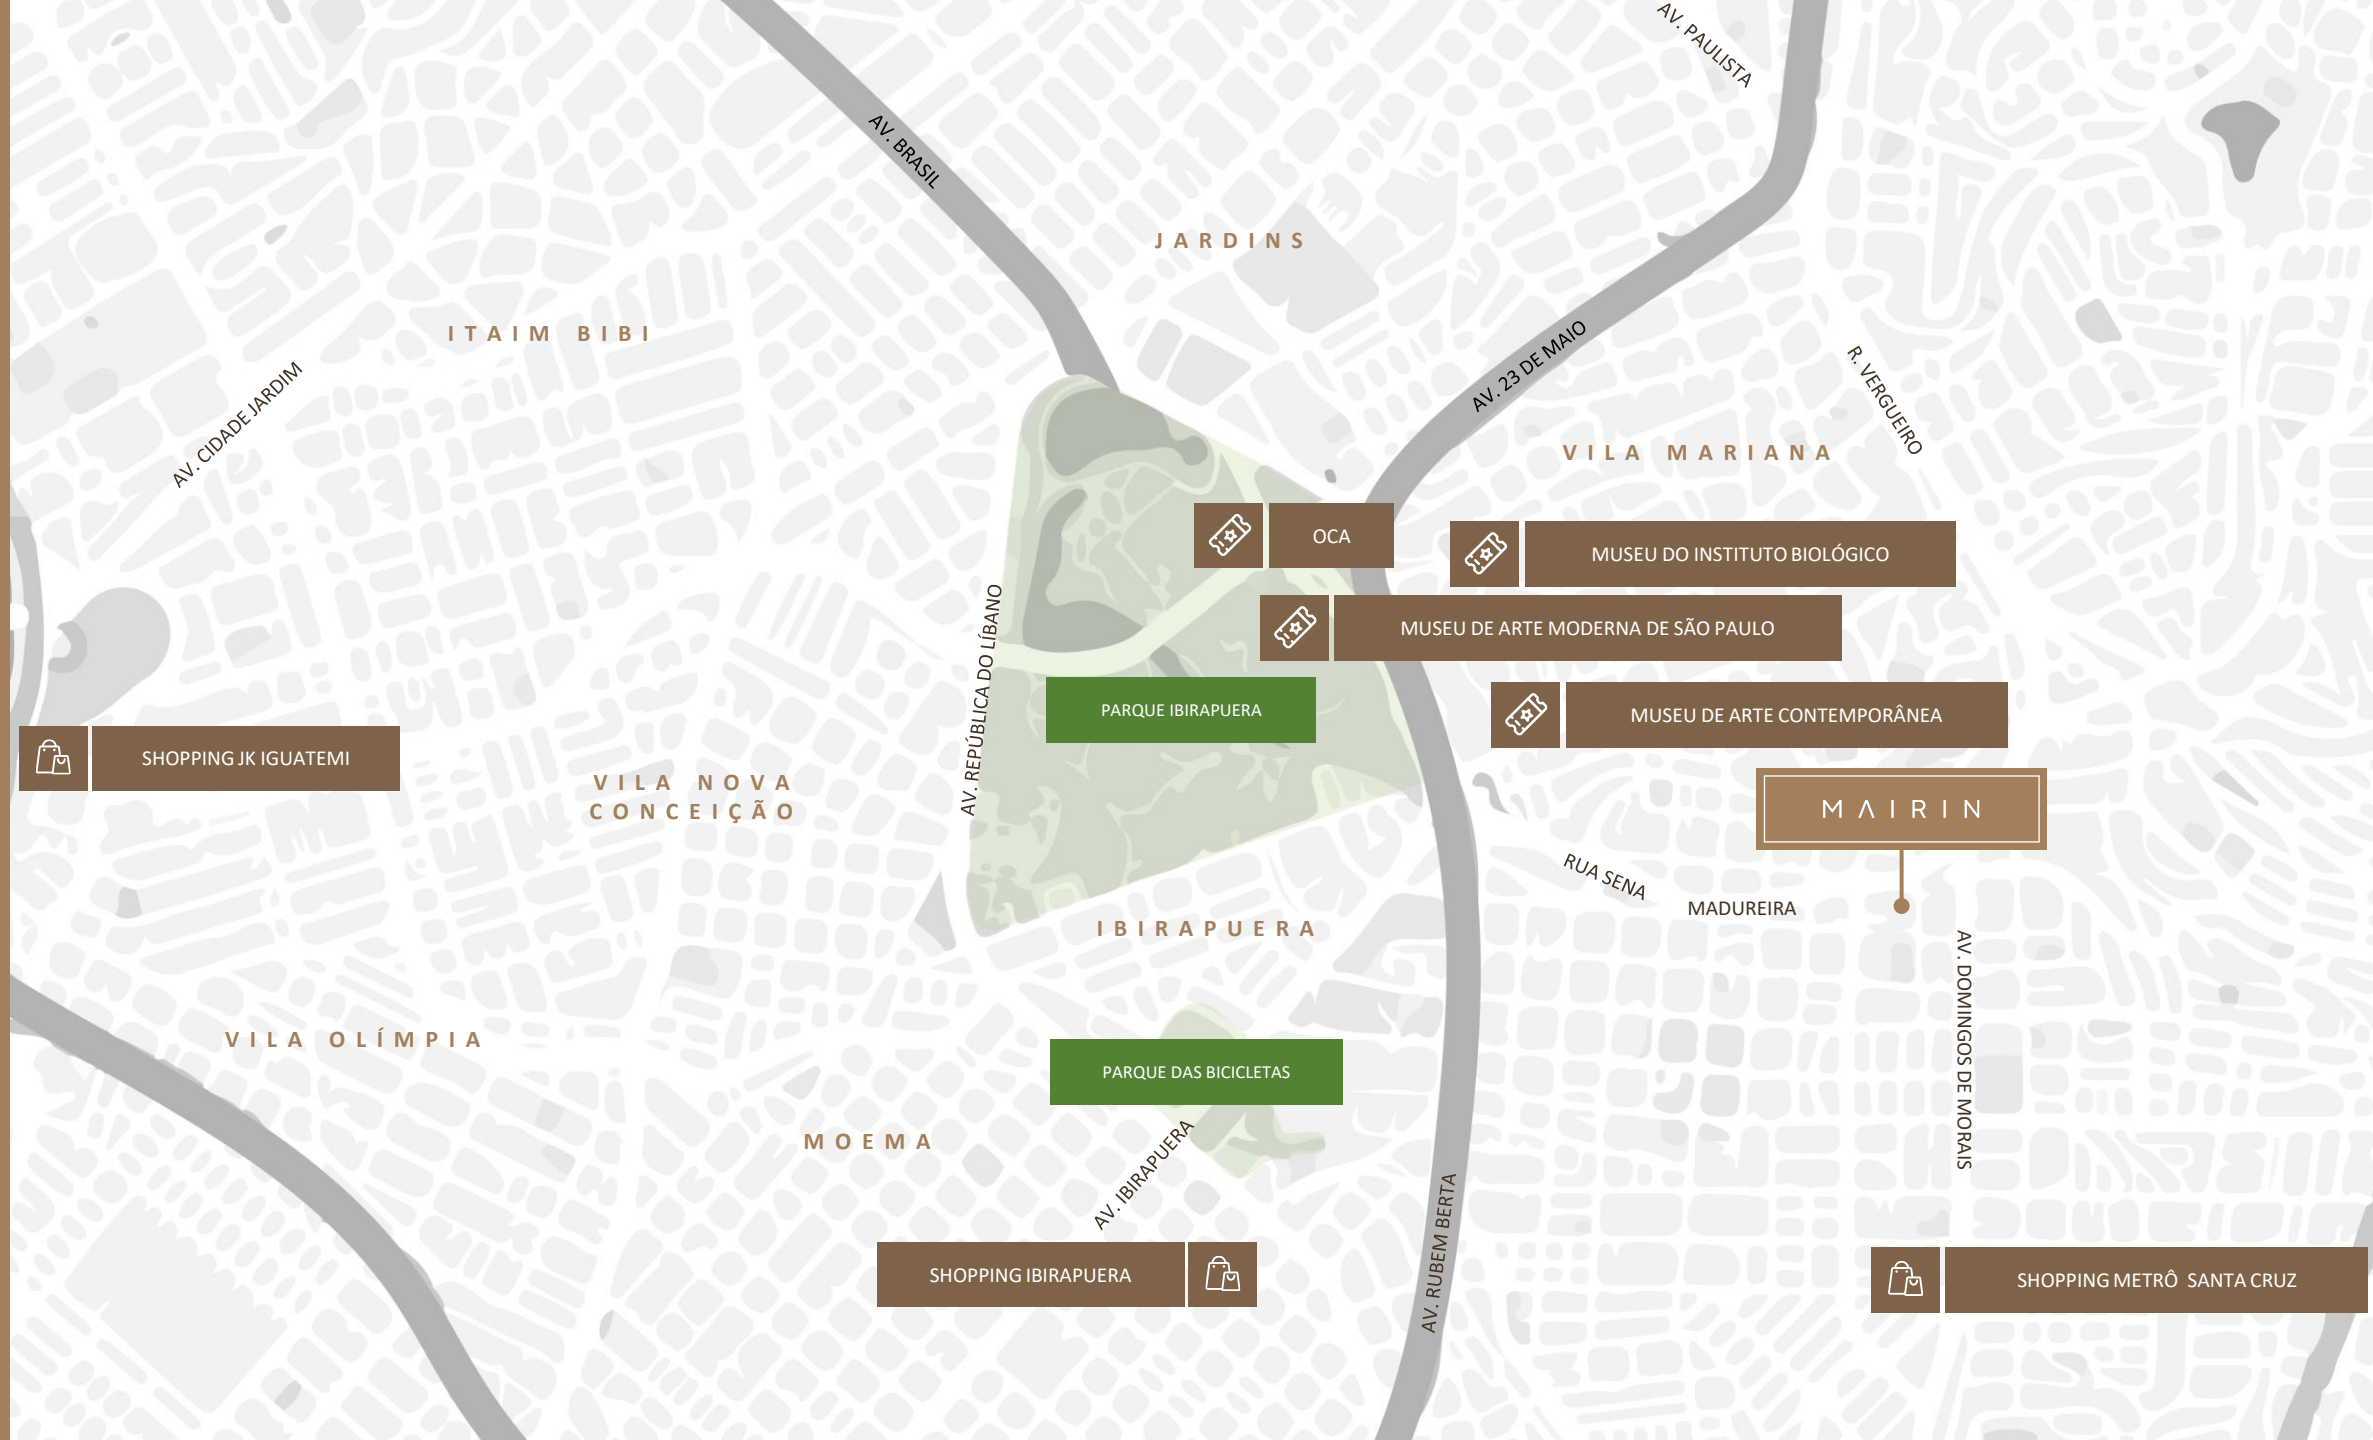 AV. PAULISTA
AV. BRASIL
JARDINS
ITAIM BIBI
AV. 23 DE MAIO
AV. CIDADE JARDIM
R. VERGUEIRO
VILA MARIANA
OCA
MUSEU DO INSTITUTO BIOLÓGICO
MUSEU DE ARTE MODERNA DE SÃO PAULO
AV. REPÚBLICA DO LÍBANO
PARQUE IBIRAPUERA
MUSEU DE ARTE CONTEMPORÂNEA
SHOPPING JK IGUATEMI
VILA NOVA
CONCEIÇÃO
MAIRIN
RUA SENA
MADUREIRA
IBIRAPUERA
AV. DOMINGOS DE MORAIS
VILA OLÍMPIA
PARQUE DAS BICICLETAS
MOEMA
AV. IBIRAPUERA
AV. RUBEM BERTA
SHOPPING IBIRAPUERA
SHOPPING METRÔ SANTA CRUZ